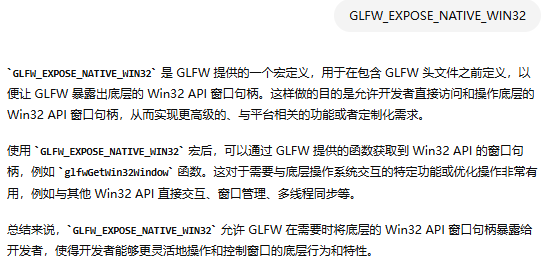 GLFW_EXPOSE_NATIVE_WIN32
`GLFW_EXPOSE_NATIVE_WIN32` 是 GLFW 提供的一个宏定义，用于在包含 GLFW 头文件之前定义，以
便让 GLFW 暴露出底层的 Win32 API 窗口句柄。这样做的目的是允许开发者直接访问和操作底层的
Win32 API 窗口句柄，从而实现更高级的、与平台相关的功能或者定制化需求。
使用 `GLFW_EXPOSE_NATIVE_WIN32` 宏后，可以通过 GLFW 提供的函数获取到 Win32 API 的窗口句
柄，例如 `glfwGetWin32Window` 函数。这对于需要与底层操作系统交互的特定功能或优化操作非常有
用，例如与其他 Win32 API 直接交互、窗口管理、多线程同步等。
总结来说，`GLFW_EXPOSE_NATIVE_WIN32` 允许 GLFW 在需要时将底层的 Win32 API 窗口句柄暴露给
开发者，使得开发者能够更灵活地操作和控制窗口的底层行为和特性。